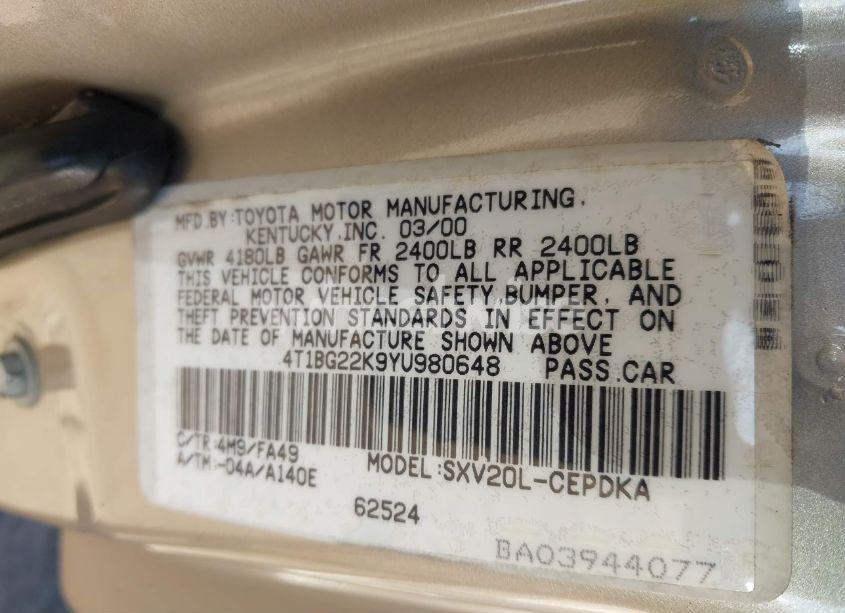 MFD.BY:TOYOTA MOTOR MANUFACTURING,
KENTUCKY,INC. 03/00
GVWR 4180LB GAWR FR 2400LB RR 2400LB
THIS VEHICLE CONFORMS TO ALL APPLICABLE
FEDERAL MOTOR VEHICLE SAFETY,BUMPER, AND
THEFT PREVENTION STANDARDS IN EFFECT ON
THE DATE OF MANUFACTURE SHOWN ABOVE
4T1BG22K9YU980648 PASS.CAR
C/TR:4M9/FA49
A/TM:-04A/A140E
MODEL:SXV20L-CEPDKA
62524
BA03944077